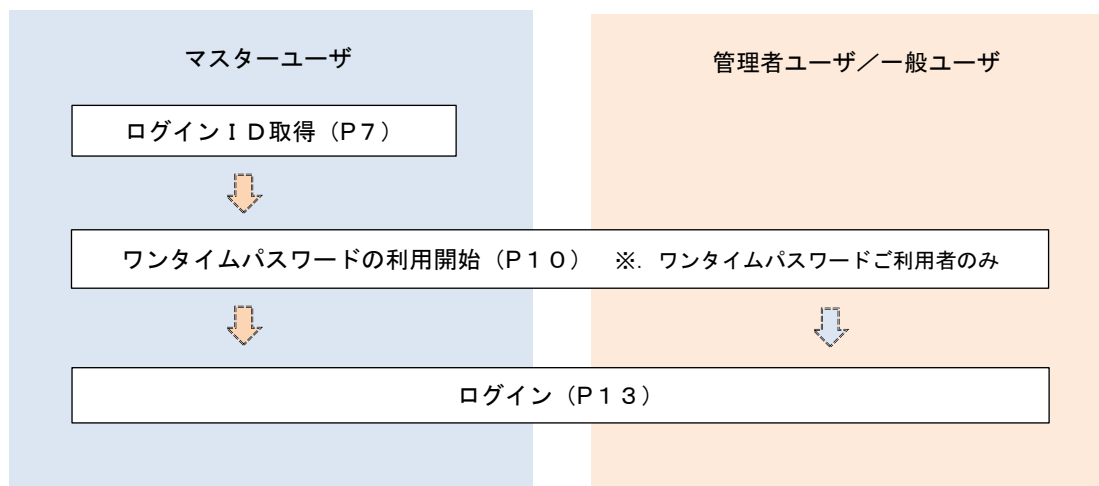 マスターユーザ
管理者ユーザ／一般ユーザ
ログインＩＤ取得（P７）
ワンタイムパスワードの利用開始（P１０）　※．ワンタイムパスワードご利用者のみ
ログイン（P１３）